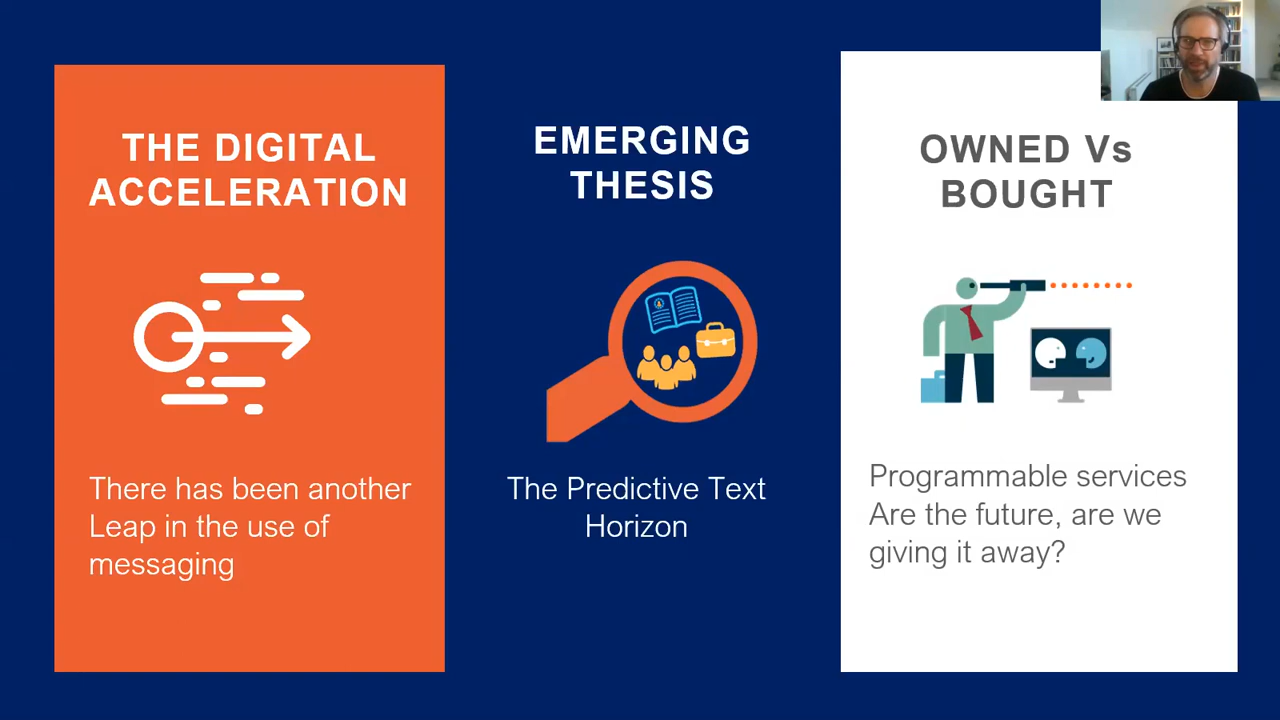 THE DIGITAL
ACCELERATION
There has been another
Leap in the use of
messaging
EMERGING
THESIS
The Predictive Text
Horizon
OWNED Vs
BOUGHT
Programmable services
Are the future, are we
giving it away?